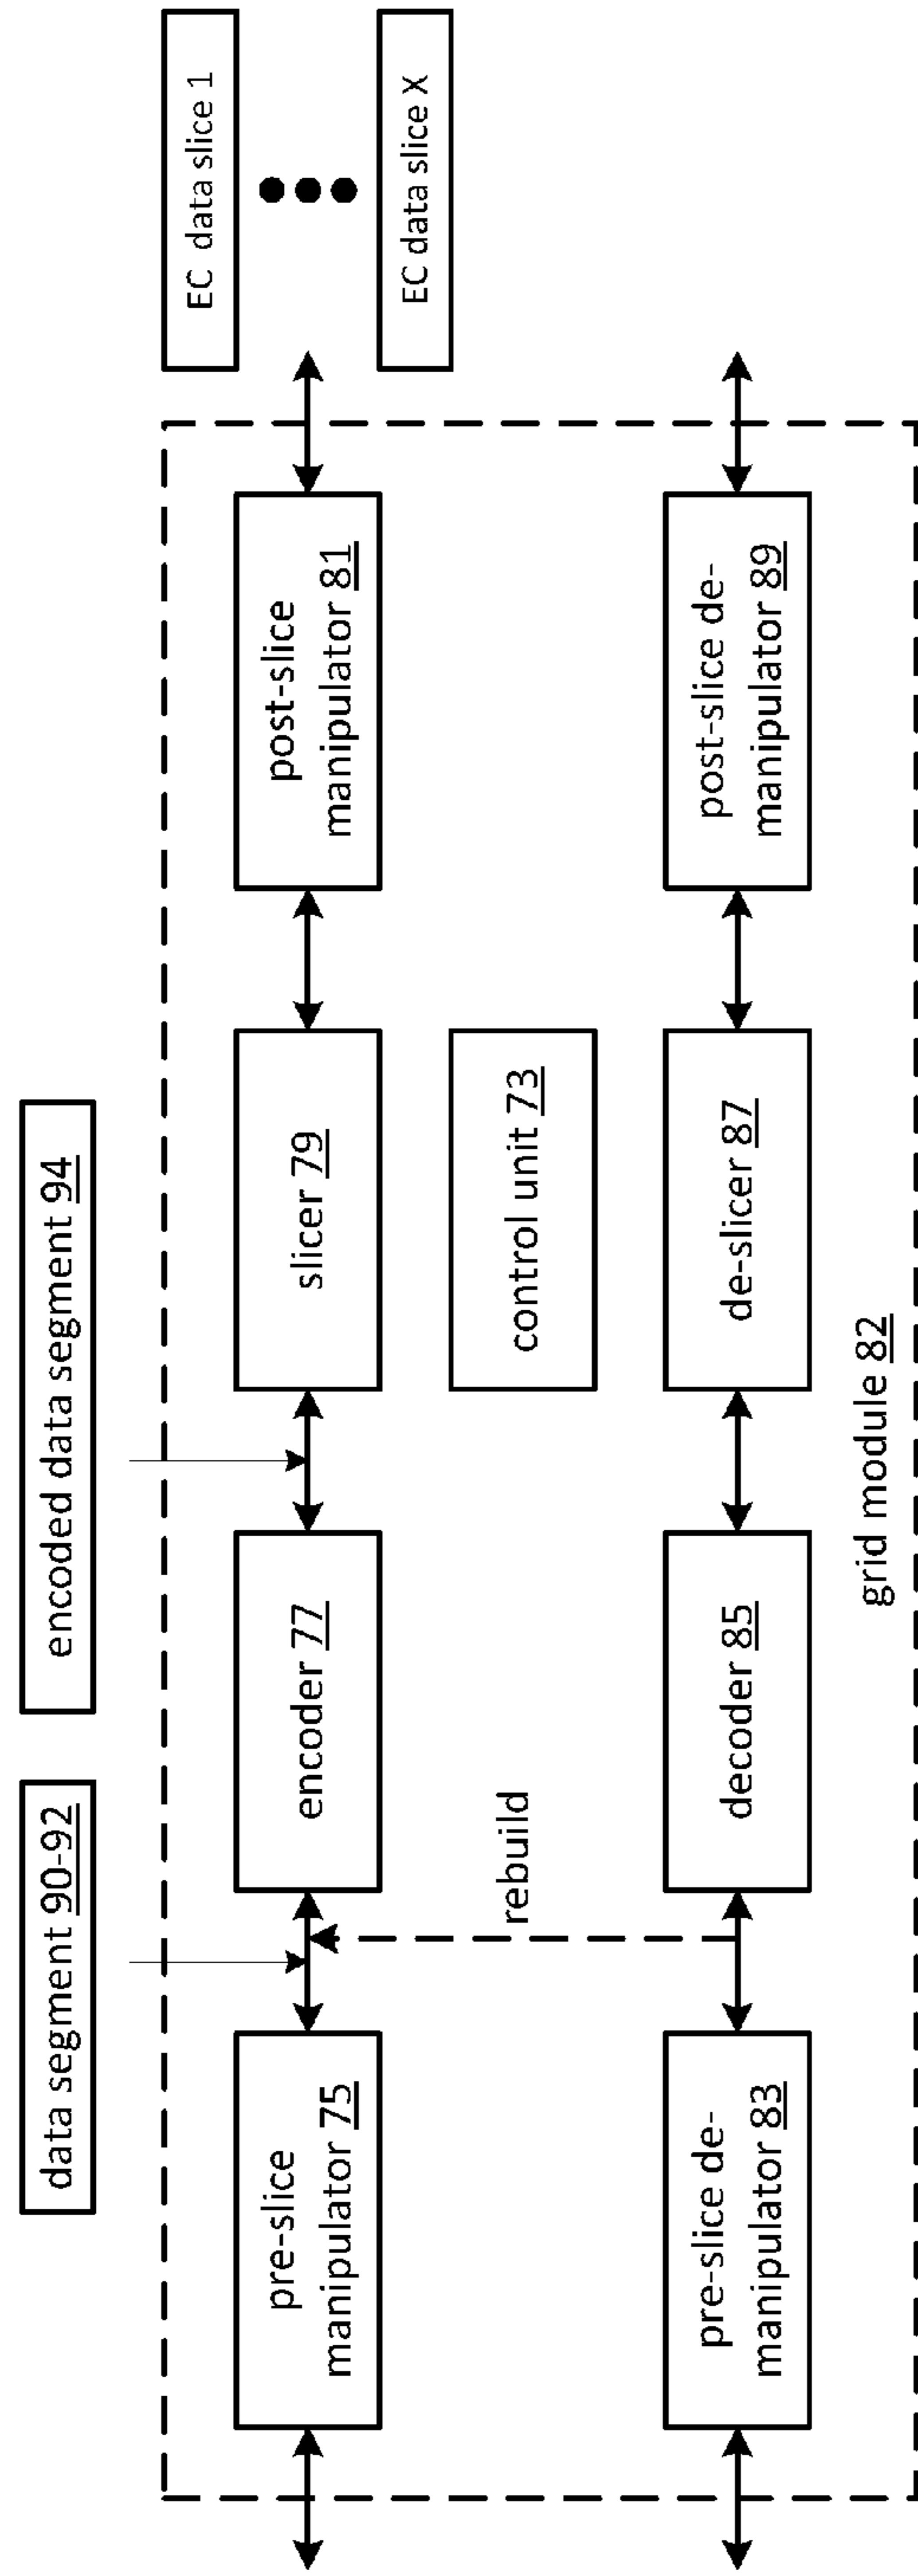 data segment 90-92
encoded data segment 94
EC data slice 1
EC data slice X
pre-slice
manipulator 75
encoder 77
slicer 79
post-slice
manipulator 81
rebuild
control unit 73
pre-slice de-
manipulator 83
decoder 85
de-slicer 87
post-slice de-
manipulator 89
grid module 82